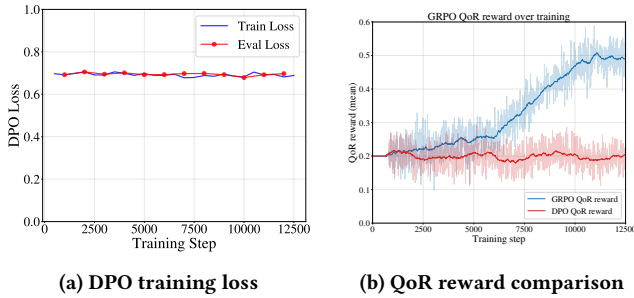 1.0
0.8
0.6
0.4
0.2
0.0
DPO Loss
Train Loss
Eval Loss
0 2500 5000 7500 10000 12500
Training Step
(a) DPO training loss
GRPO QoR reward over training
0.6
0.5
0.4
0.3
0.2
0.1
0.0
QoR reward (mean)
GRPO QoR reward
DPO QoR reward
0 2500 5000 7500 10000 12500
Training step
(b) QoR reward comparison